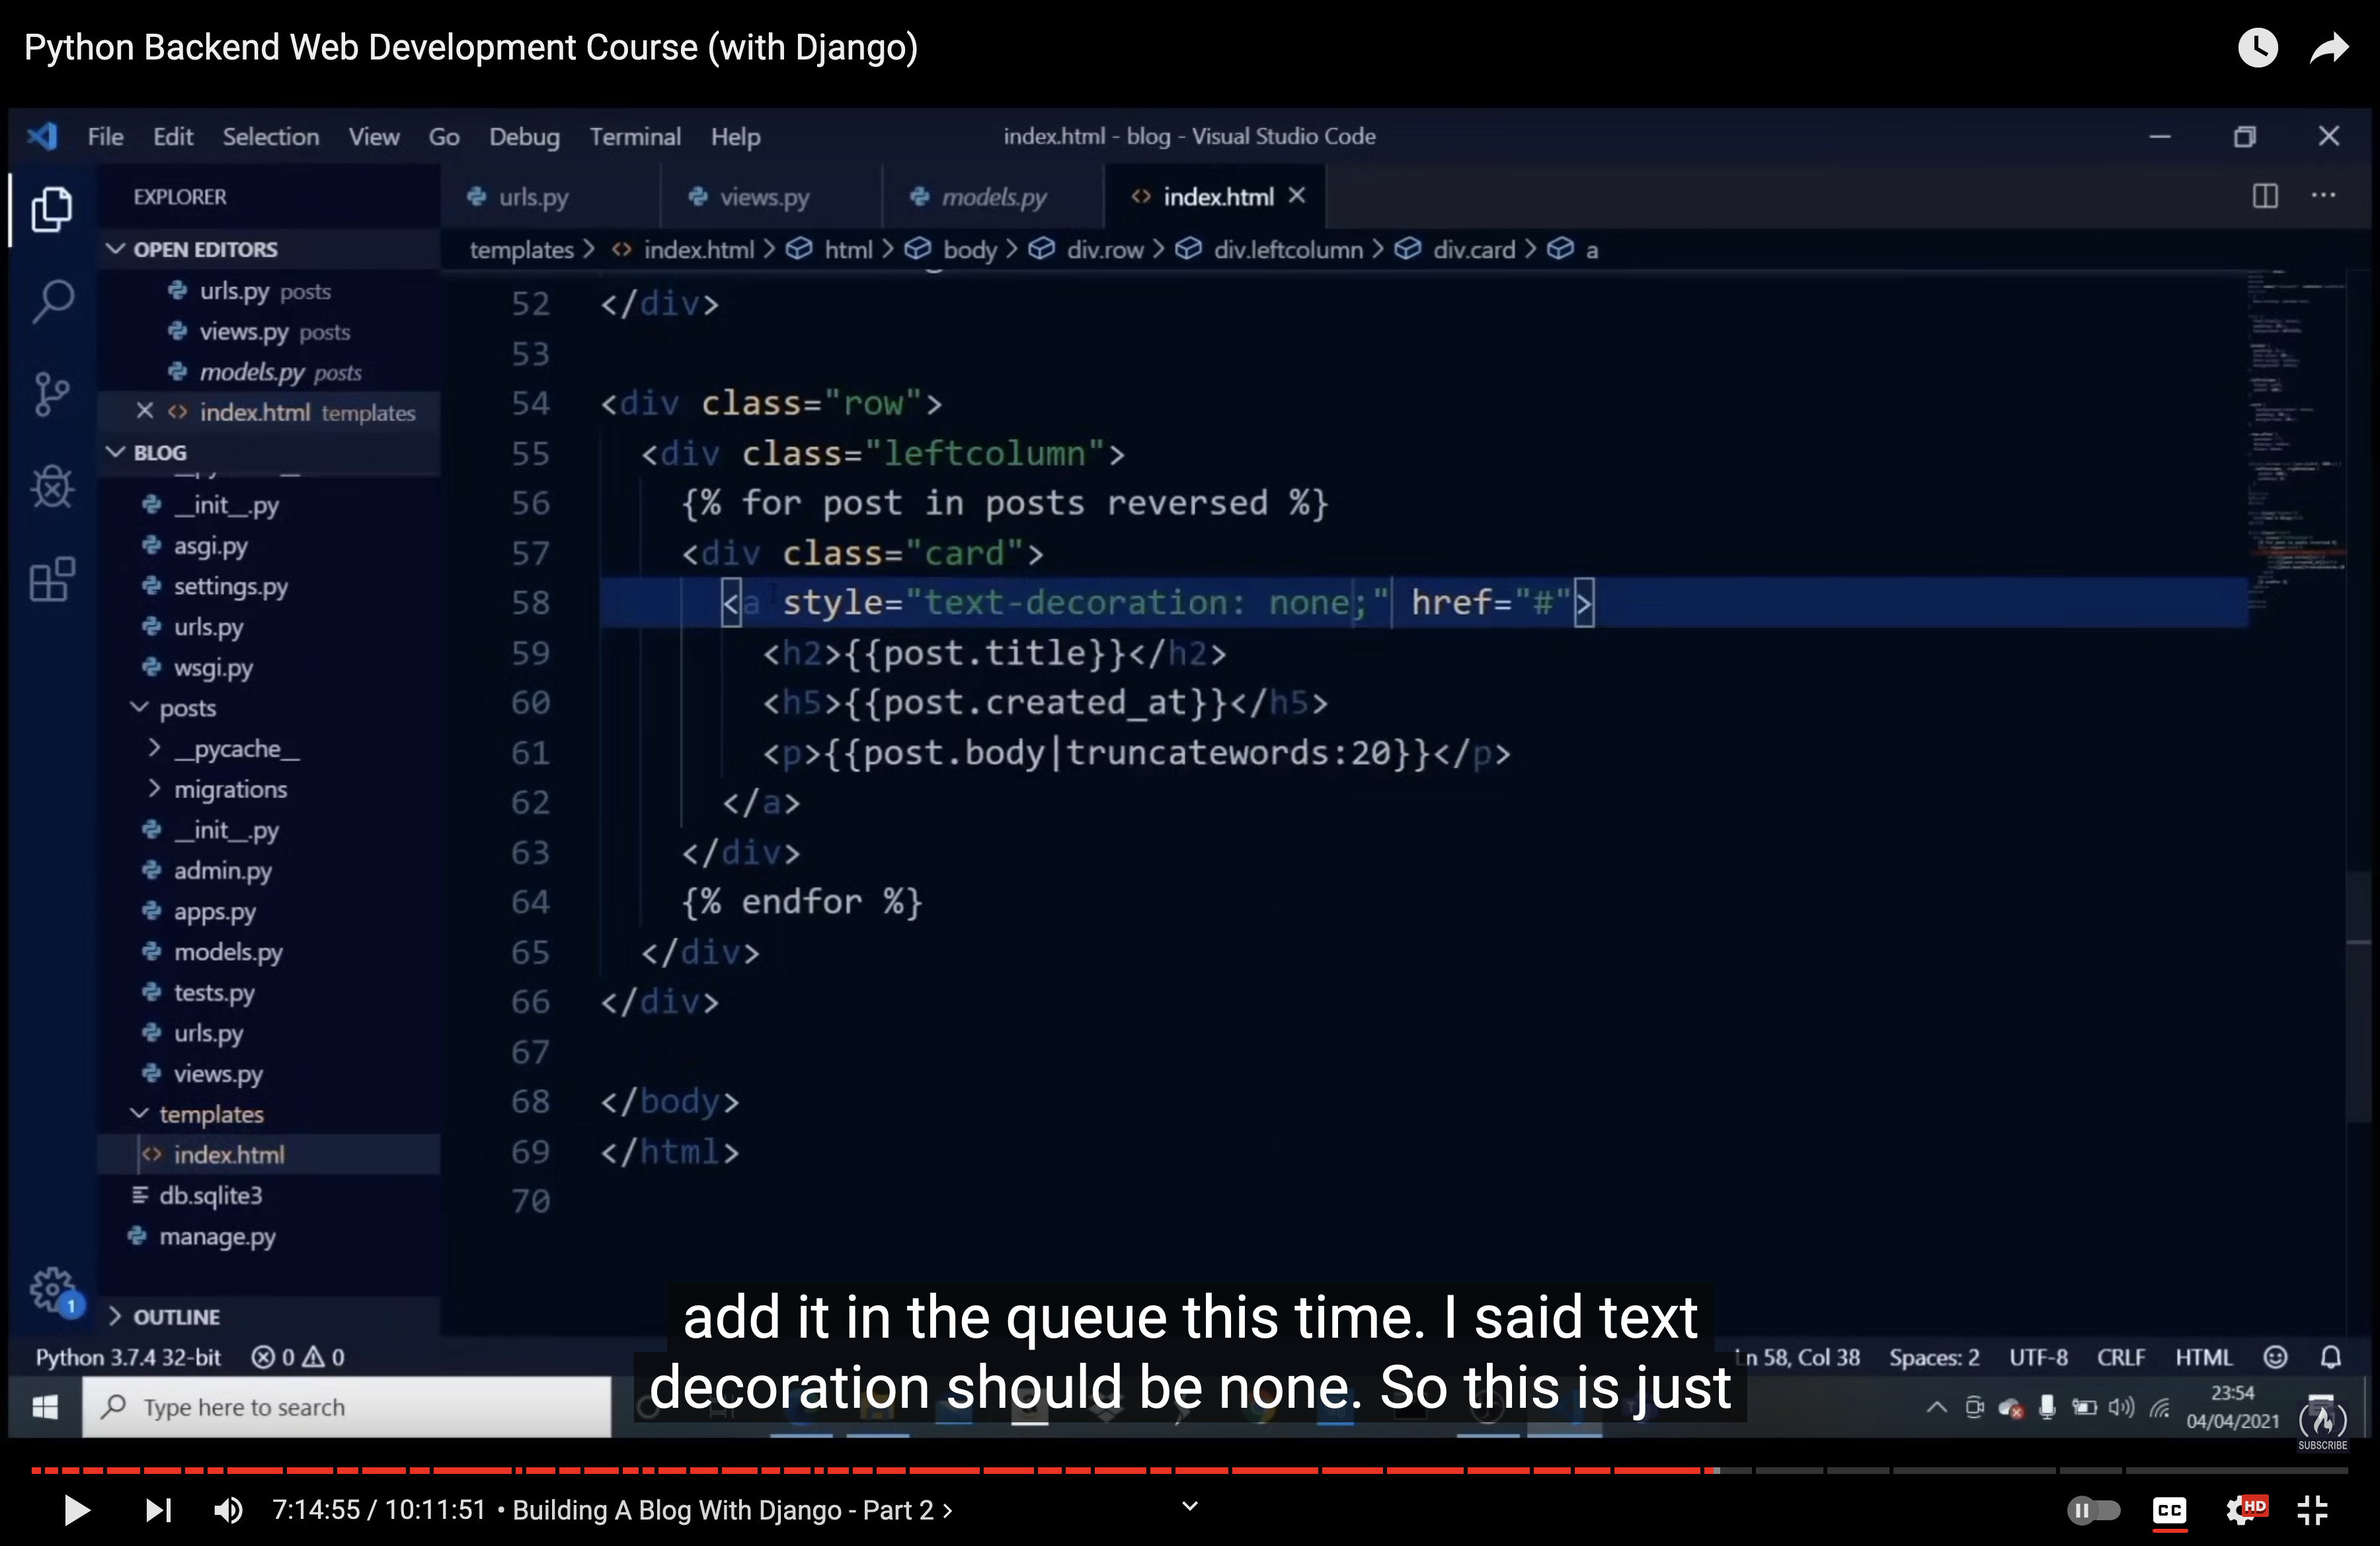 Python Backend Web Development Course (with Django)
File Edit Selection View Go Debug Terminal Help
index.html - blog - Visual Studio Code
EXPLORER
urls.py
views.py
models.py
index.html
OPEN EDITORS
templates > index.html > html > body > div.row > div.leftcolumn > div.card > a
urls.py posts
views.py posts
models.py posts
index.html templates
BLOG
__init__.py
asgi.py
settings.py
urls.py
wsgi.py
posts
__pycache__
migrations
__init__.py
admin.py
apps.py
models.py
tests.py
urls.py
views.py
templates
index.html
db.sqlite3
manage.py
OUTLINE
52 </div>
53
54 <div class="row">
55 <div class="leftcolumn">
56 {% for post in posts reversed %}
57 <div class="card">
58 <a style="text-decoration: none;" href="#">
59 <h2>{{post.title}}</h2>
60 <h5>{{post.created_at}}</h5>
61 <p>{{post.body|truncatewords:20}}</p>
62 </a>
63 </div>
64 {% endfor %}
65 </div>
66 </div>
67
68 </body>
69 </html>
70
add it in the queue this time. I said text
decoration should be none. So this is just
Python 3.7.4 32-bit 0 0
1
Ln 58, Col 38 Spaces: 2 UTF-8 CRLF HTML
Type here to search
23:54
04/04/2021
SUBSCRIBE
7:14:55 / 10:11:51 • Building A Blog With Django - Part 2 >
CC
HD